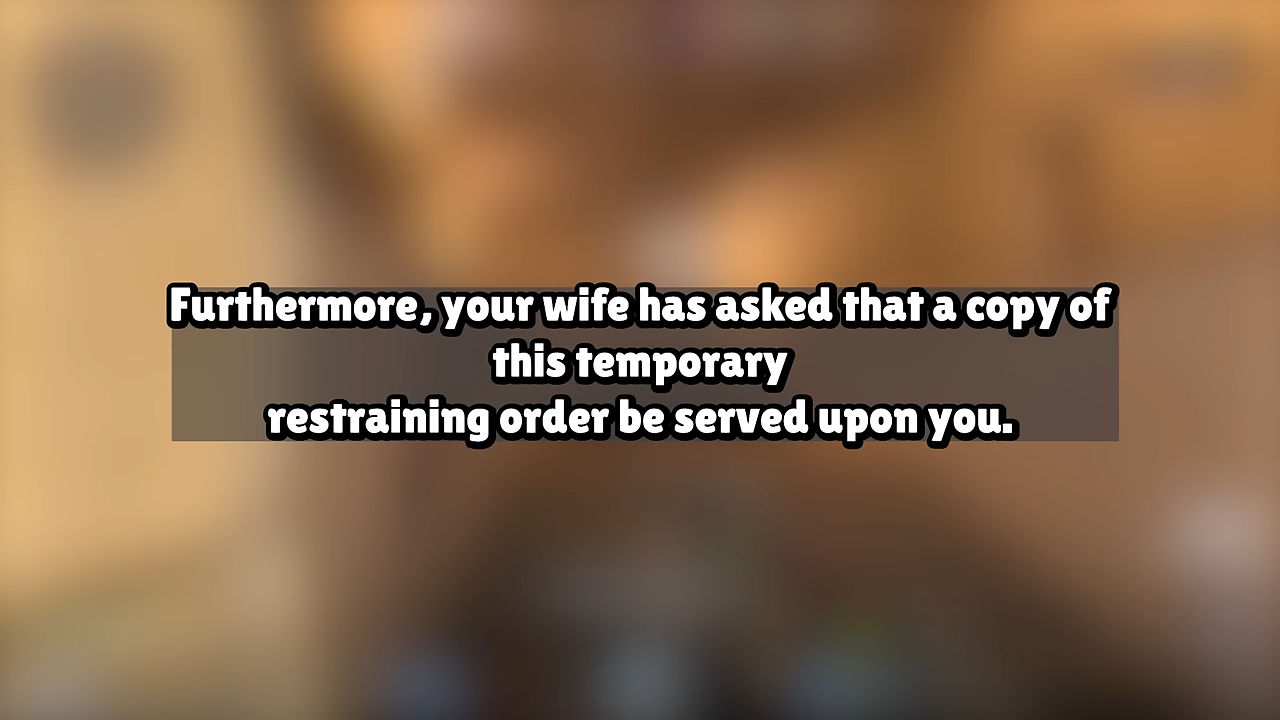 Furthermore, your wife has asked that a copy of
this temporary
restraining order be served upon you.